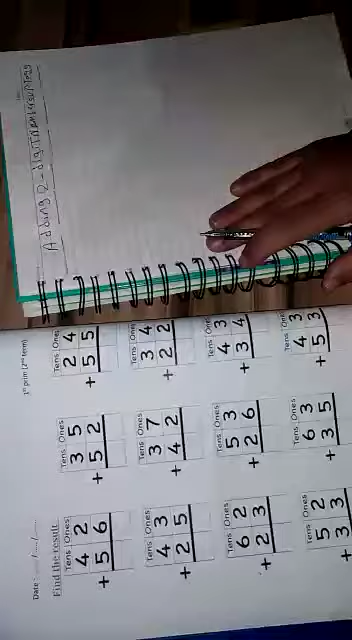 Adding 2-digit Numbers upto 99
Date : ..../..../...... 1st prim (2nd term)
Find the result
Tens Ones Tens Ones Tens Ones
4 2 3 5 2 4
+ 5 6 + 5 2 + 5 5
Tens Ones Tens Ones Tens Ones
4 3 3 7 3 4
+ 2 5 + 4 2 + 2 2
Tens Ones Tens Ones Tens Ones
6 2 5 3 4 3
+ 2 3 + 2 6 + 3 4
Tens Ones Tens Ones Tens Ones
5 2 6 3 4 3
+ 3 3 + 3 5 + 5 3